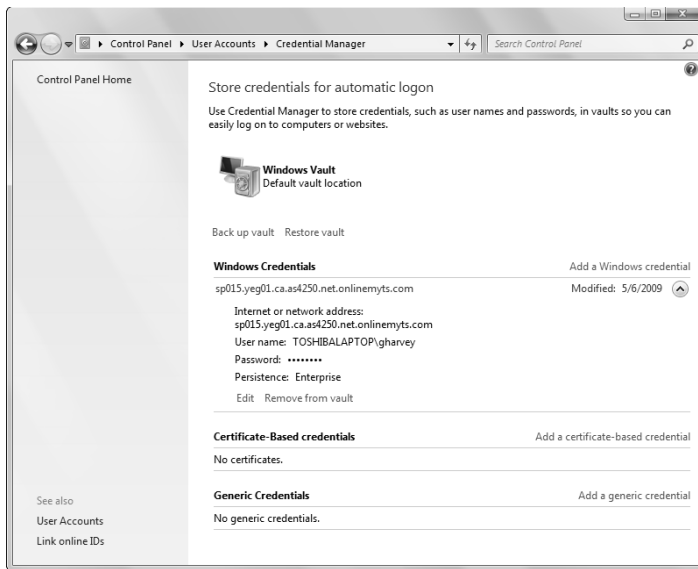 Control Panel ▸ User Accounts ▸ Credential Manager
Search Control Panel
Control Panel Home
Store credentials for automatic logon
Use Credential Manager to store credentials, such as user names and passwords, in vaults so you can
easily log on to computers or websites.
Windows Vault
Default vault location
Back up vault Restore vault
Windows Credentials Add a Windows credential
sp015.yeg01.ca.as4250.net.onlinemyts.com Modified: 5/6/2009
Internet or network address:
sp015.yeg01.ca.as4250.net.onlinemyts.com
User name: TOSHIBALAPTOP\gharvey
Password: ••••••••
Persistence: Enterprise
Edit Remove from vault
Certificate-Based credentials Add a certificate-based credential
No certificates.
Generic Credentials Add a generic credential
No generic credentials.
See also
User Accounts
Link online IDs